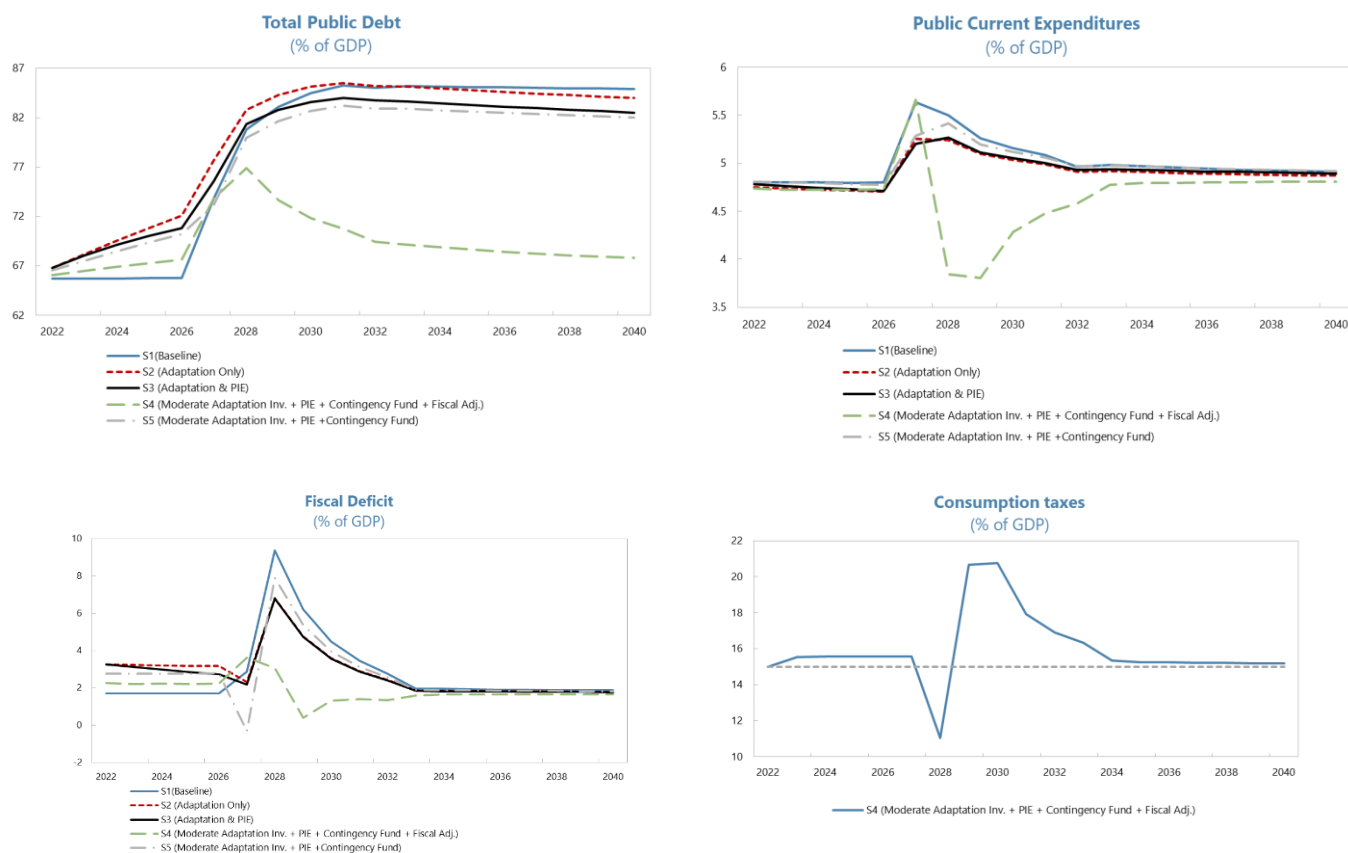 Total Public Debt
(% of GDP)
87
82
77
72
67
62
2022 2024 2026 2028 2030 2032 2034 2036 2038 2040
S1(Baseline)
S2 (Adaptation Only)
S3 (Adaptation & PIE)
S4 (Moderate Adaptation Inv. + PIE + Contingency Fund + Fiscal Adj.)
S5 (Moderate Adaptation Inv. + PIE +Contingency Fund)
Public Current Expenditures
(% of GDP)
6
5.5
5
4.5
4
3.5
2022 2024 2026 2028 2030 2032 2034 2036 2038 2040
S1(Baseline)
S2 (Adaptation Only)
S3 (Adaptation & PIE)
S4 (Moderate Adaptation Inv. + PIE + Contingency Fund + Fiscal Adj.)
S5 (Moderate Adaptation Inv. + PIE +Contingency Fund)
Fiscal Deficit
(% of GDP)
10
8
6
4
2
0
-2
2022 2024 2026 2028 2030 2032 2034 2036 2038 2040
S1(Baseline)
S2 (Adaptation Only)
S3 (Adaptation & PIE)
S4 (Moderate Adaptation Inv. + PIE + Contingency Fund + Fiscal Adj.)
S5 (Moderate Adaptation Inv. + PIE +Contingency Fund)
Consumption taxes
(% of GDP)
22
20
18
16
14
12
10
2022 2024 2026 2028 2030 2032 2034 2036 2038 2040
S4 (Moderate Adaptation Inv. + PIE + Contingency Fund + Fiscal Adj.)